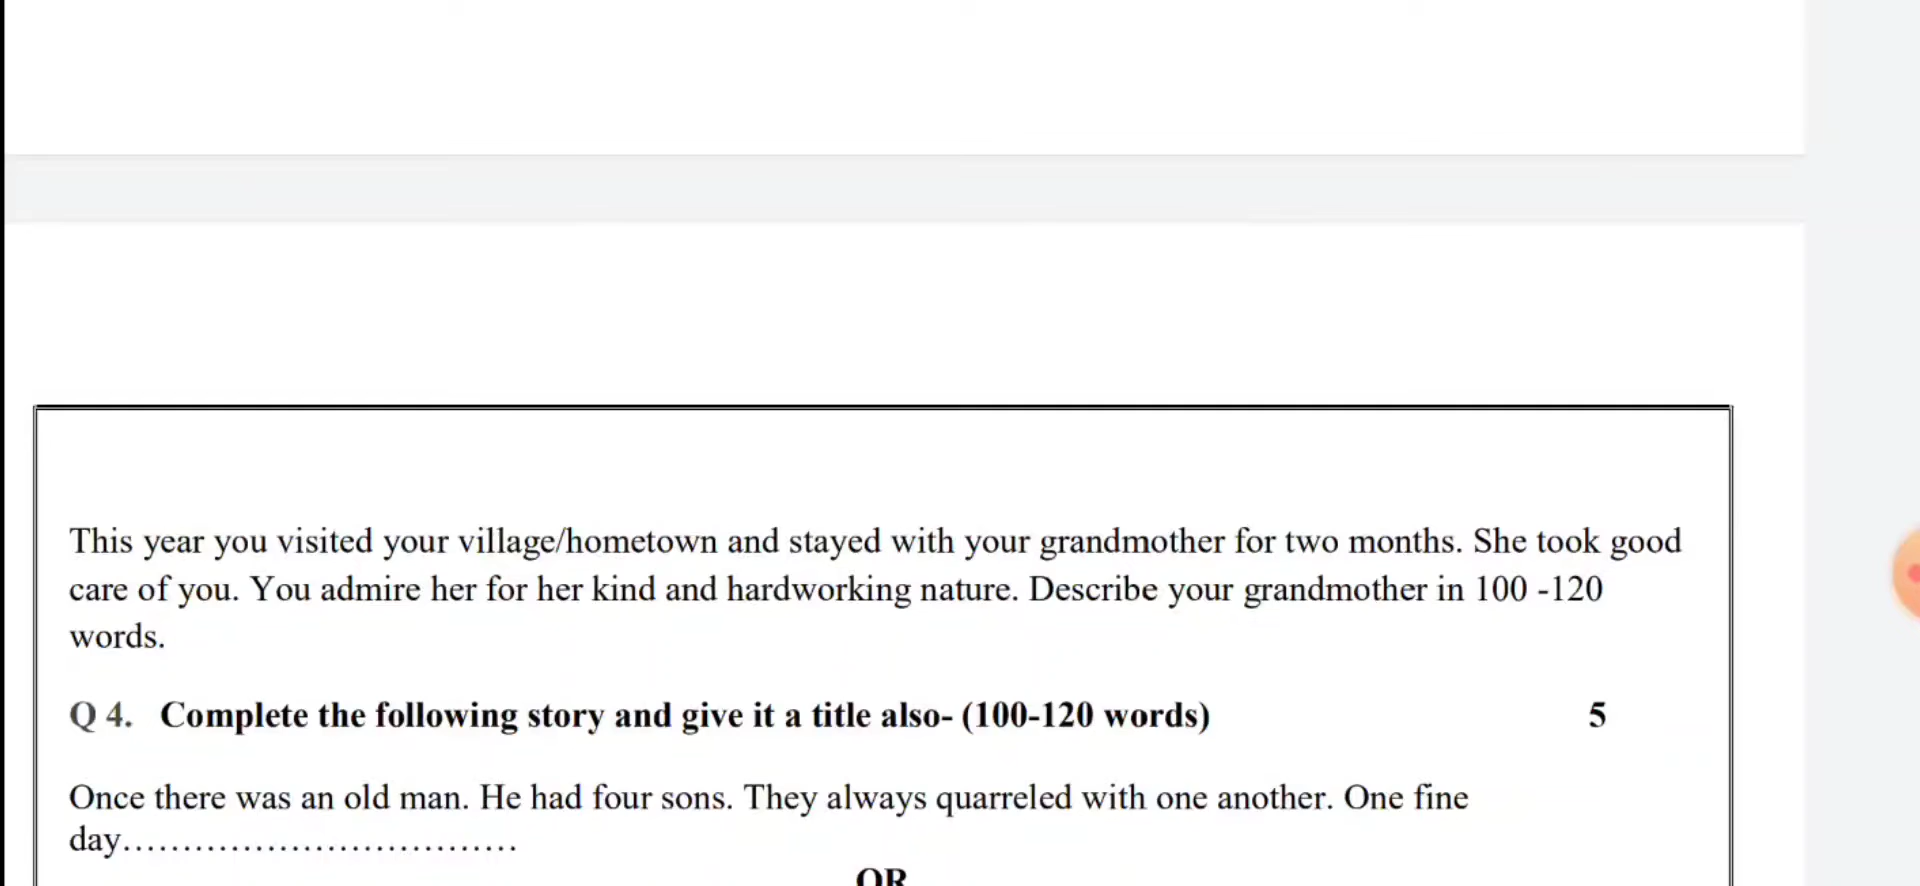 This year you visited your village/hometown and stayed with your grandmother for two months. She took good
care of you. You admire her for her kind and hardworking nature. Describe your grandmother in 100 -120
words.
Q 4. Complete the following story and give it a title also- (100-120 words) 5
Once there was an old man. He had four sons. They always quarreled with one another. One fine
day.................................
OR